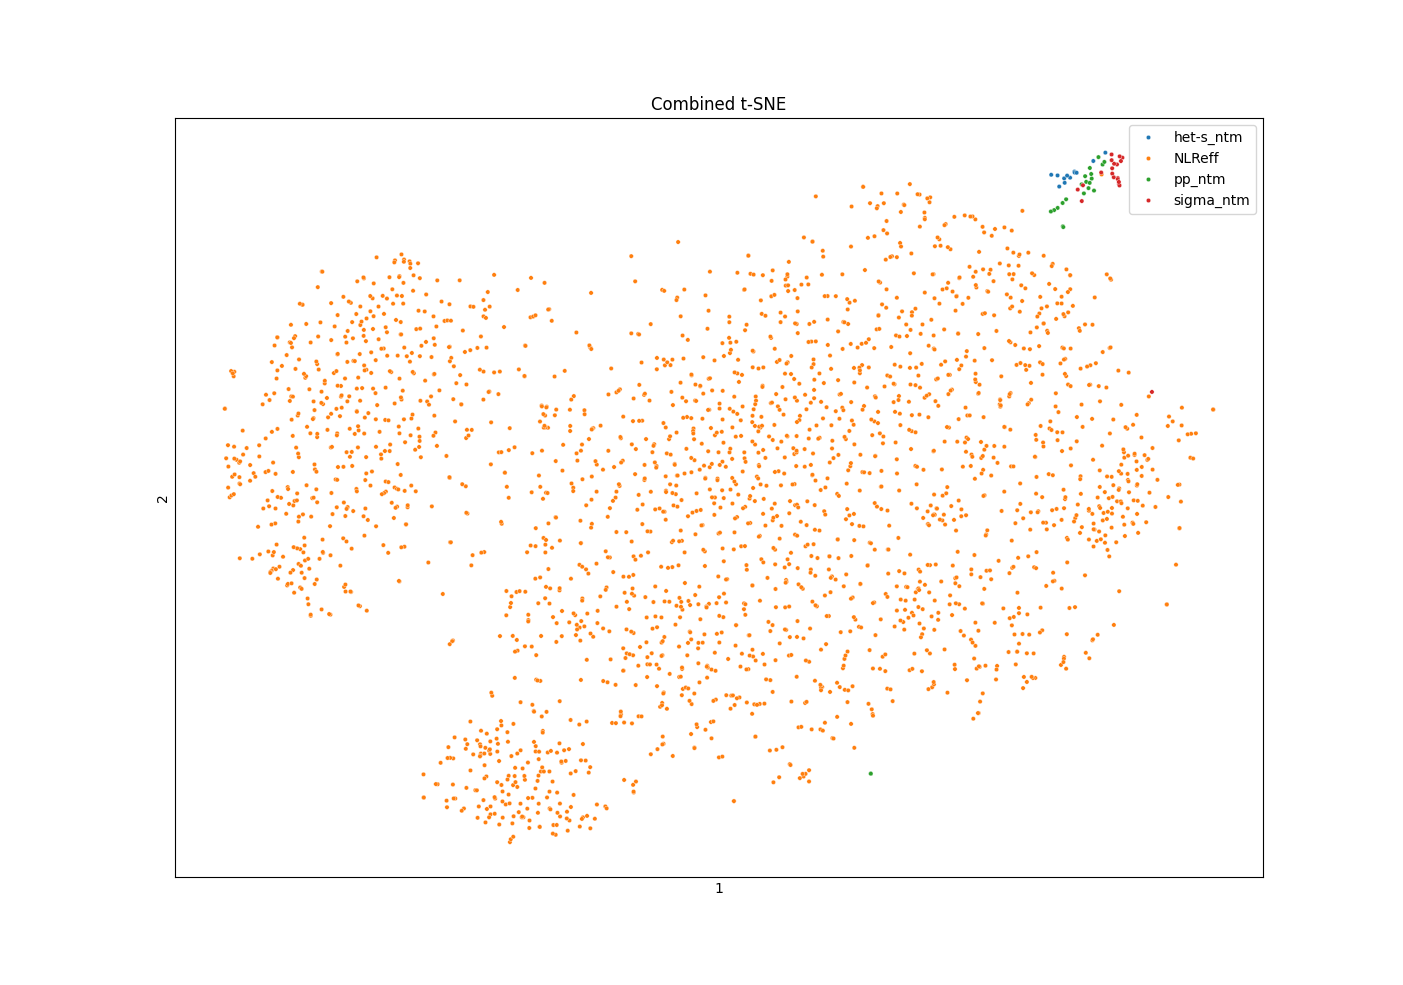 Combined t-SNE
het-s_ntm
NLReff
pp_ntm
sigma_ntm
2
1